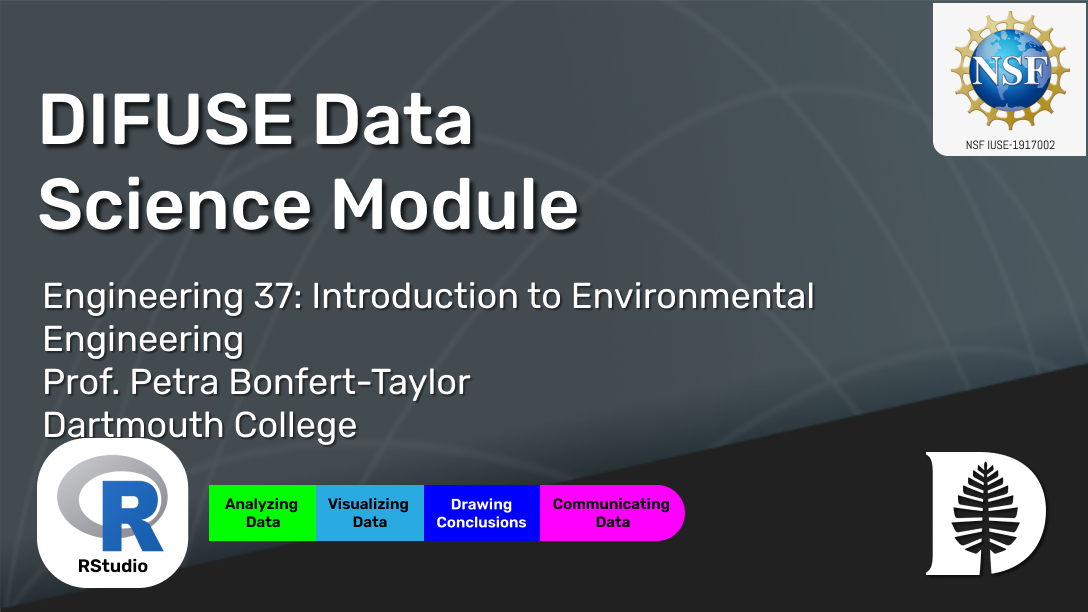 NSF
NSF IUSE-1917002
DIFUSE Data
Science Module
Engineering 37: Introduction to Environmental
Engineering
Prof. Petra Bonfert-Taylor
Dartmouth College
R
RStudio
Analyzing
Data
Visualizing
Data
Drawing
Conclusions
Communicating
Data
D